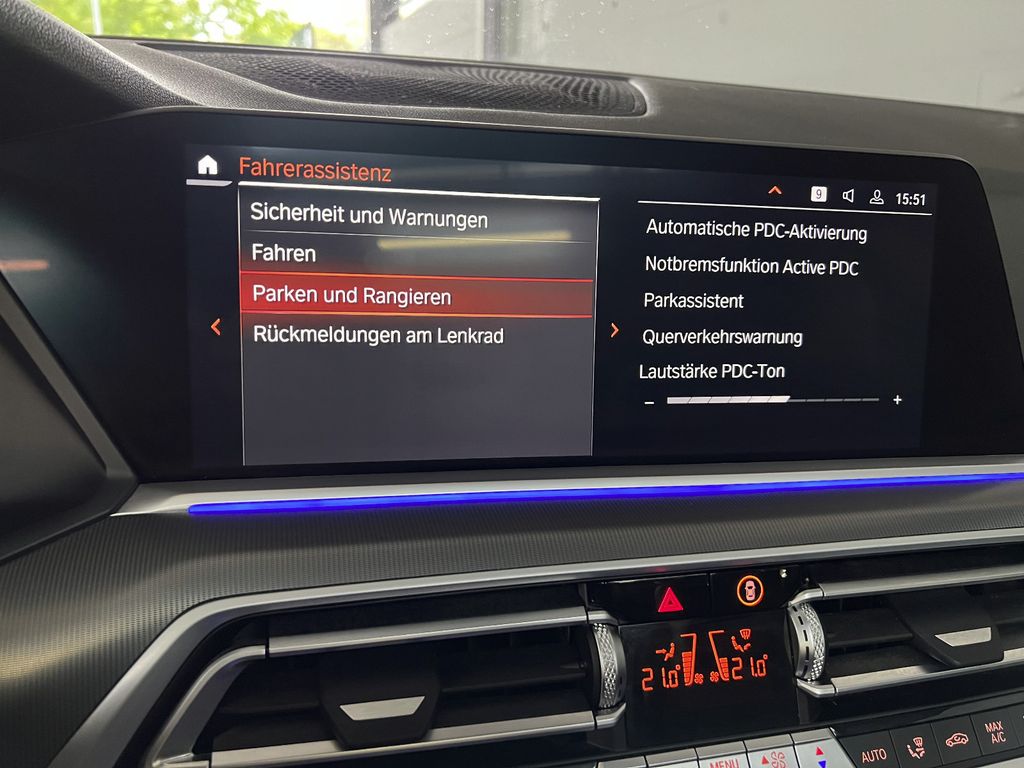 Fahrerassistenz
9
15:51
Sicherheit und Warnungen
Fahren
Parken und Rangieren
Rückmeldungen am Lenkrad
Automatische PDC-Aktivierung
Notbremsfunktion Active PDC
Parkassistent
Querverkehrswarnung
Lautstärke PDC-Ton
- +
21.0°
21.0°
MENU
AUTO
MAX
A/C